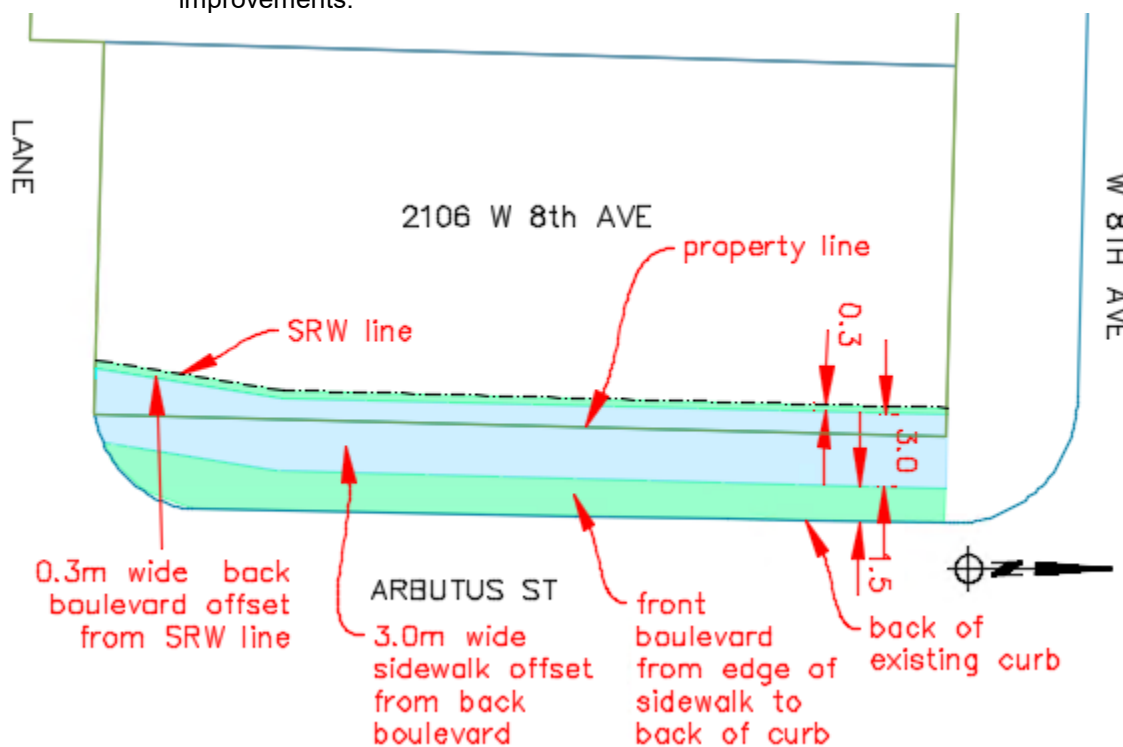 improvements.
LANE
W 8TH AVE
2106 W 8th AVE
property line
SRW line
0.3
3.0
1.5
N
0.3m wide back
boulevard offset
from SRW line
ARBUTUS ST
3.0m wide
sidewalk offset
from back
boulevard
front
boulevard
from edge of
sidewalk to
back of curb
back of
existing curb